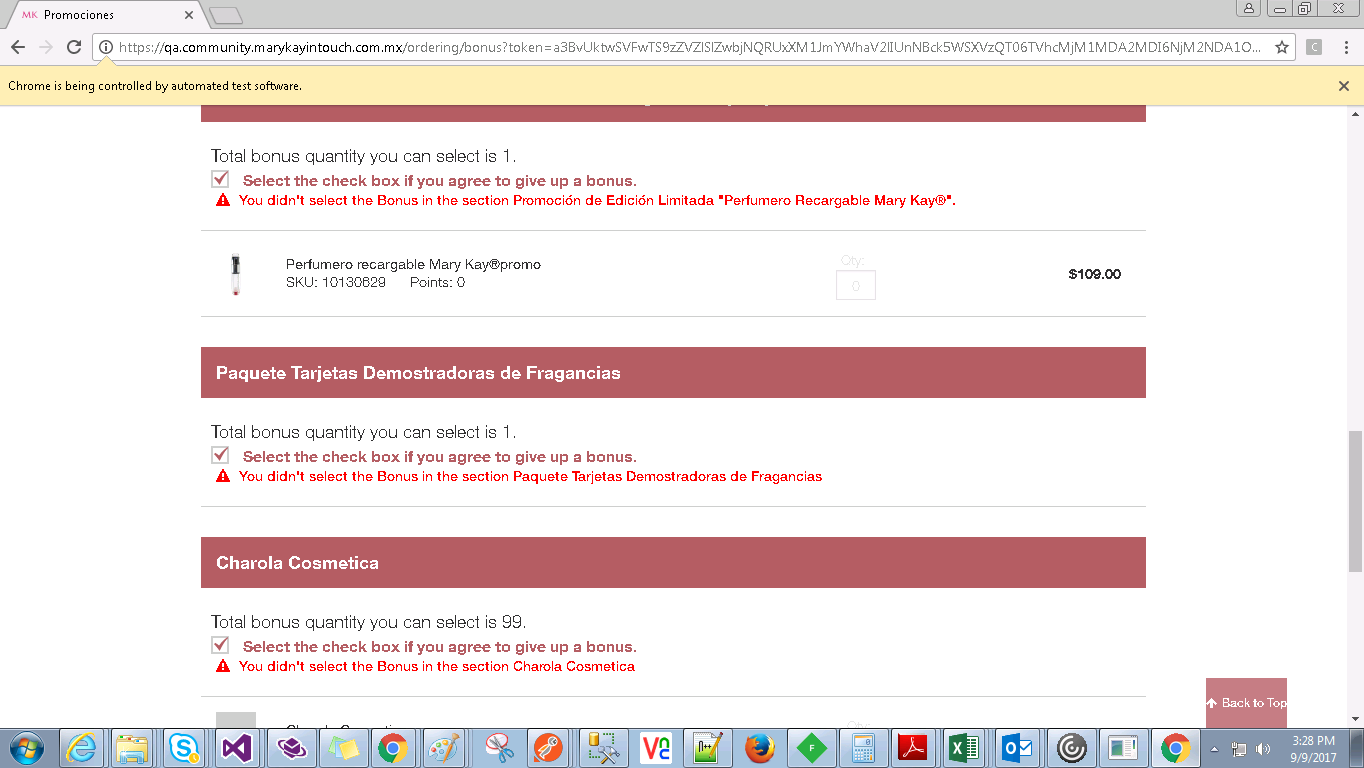 MK Promociones
https://qa.community.marykayintouch.com.mx/ordering/bonus?token=
Chrome is being controlled by automated test software.
Total bonus quantity you can select is 1.
Select the check box if you agree to give up a bonus.
You didn't select the Bonus in the section Promoción de Edición Limitada "Perfumero Recargable Mary Kay®".
Perfumero recargable Mary Kay®promo
Qty:
SKU: 10130629 Points: 0
0
$109.00
Paquete Tarjetas Demostradoras de Fragancias
Total bonus quantity you can select is 1.
Select the check box if you agree to give up a bonus.
You didn't select the Bonus in the section Paquete Tarjetas Demostradoras de Fragancias
Charola Cosmetica
Total bonus quantity you can select is 99.
Select the check box if you agree to give up a bonus.
You didn't select the Bonus in the section Charola Cosmetica
Back to Top
3:28 PM
9/9/2017